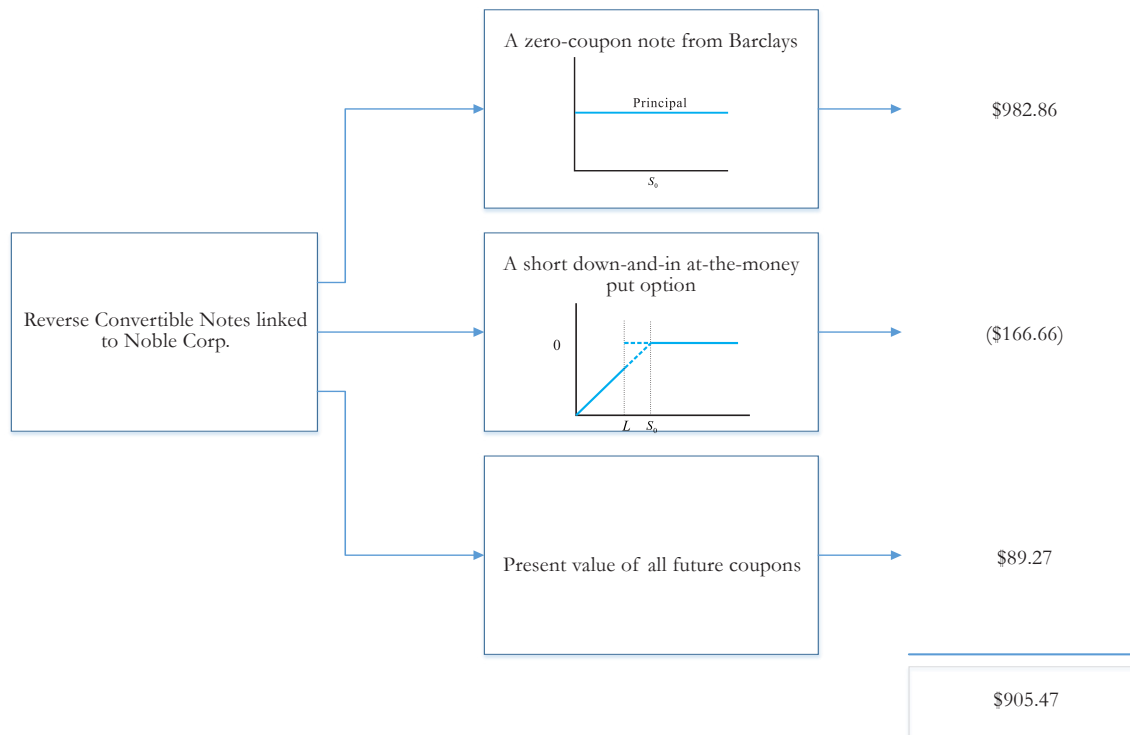 A zero-coupon note from Barclays
Principal
S₀
$982.86
Reverse Convertible Notes linked
to Noble Corp.
A short down-and-in at-the-money
put option
0
L S₀
($166.66)
Present value of all future coupons
$89.27
$905.47